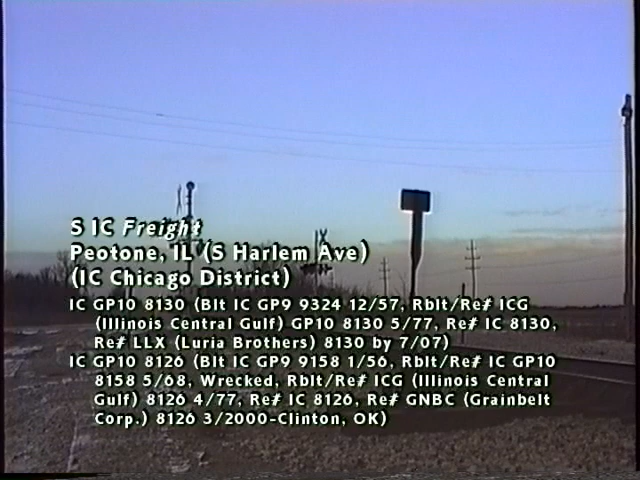 S IC Freight
Peotone, IL (S Harlem Ave)
(IC Chicago District)
IC GP10 8130 (Blt IC GP9 9324 12/57, Rblt/Re# ICG
(Illinois Central Gulf) GP10 8130 5/77, Re# IC 8130,
Re# LLX (Luria Brothers) 8130 by 7/07)
IC GP10 8126 (Blt IC GP9 9158 1/56, Rblt/Re# IC GP10
8158 5/68, Wrecked, Rblt/Re# ICG (Illinois Central
Gulf) 8126 4/77, Re# IC 8126, Re# GNBC (Grainbelt
Corp.) 8126 3/2000-Clinton, OK)